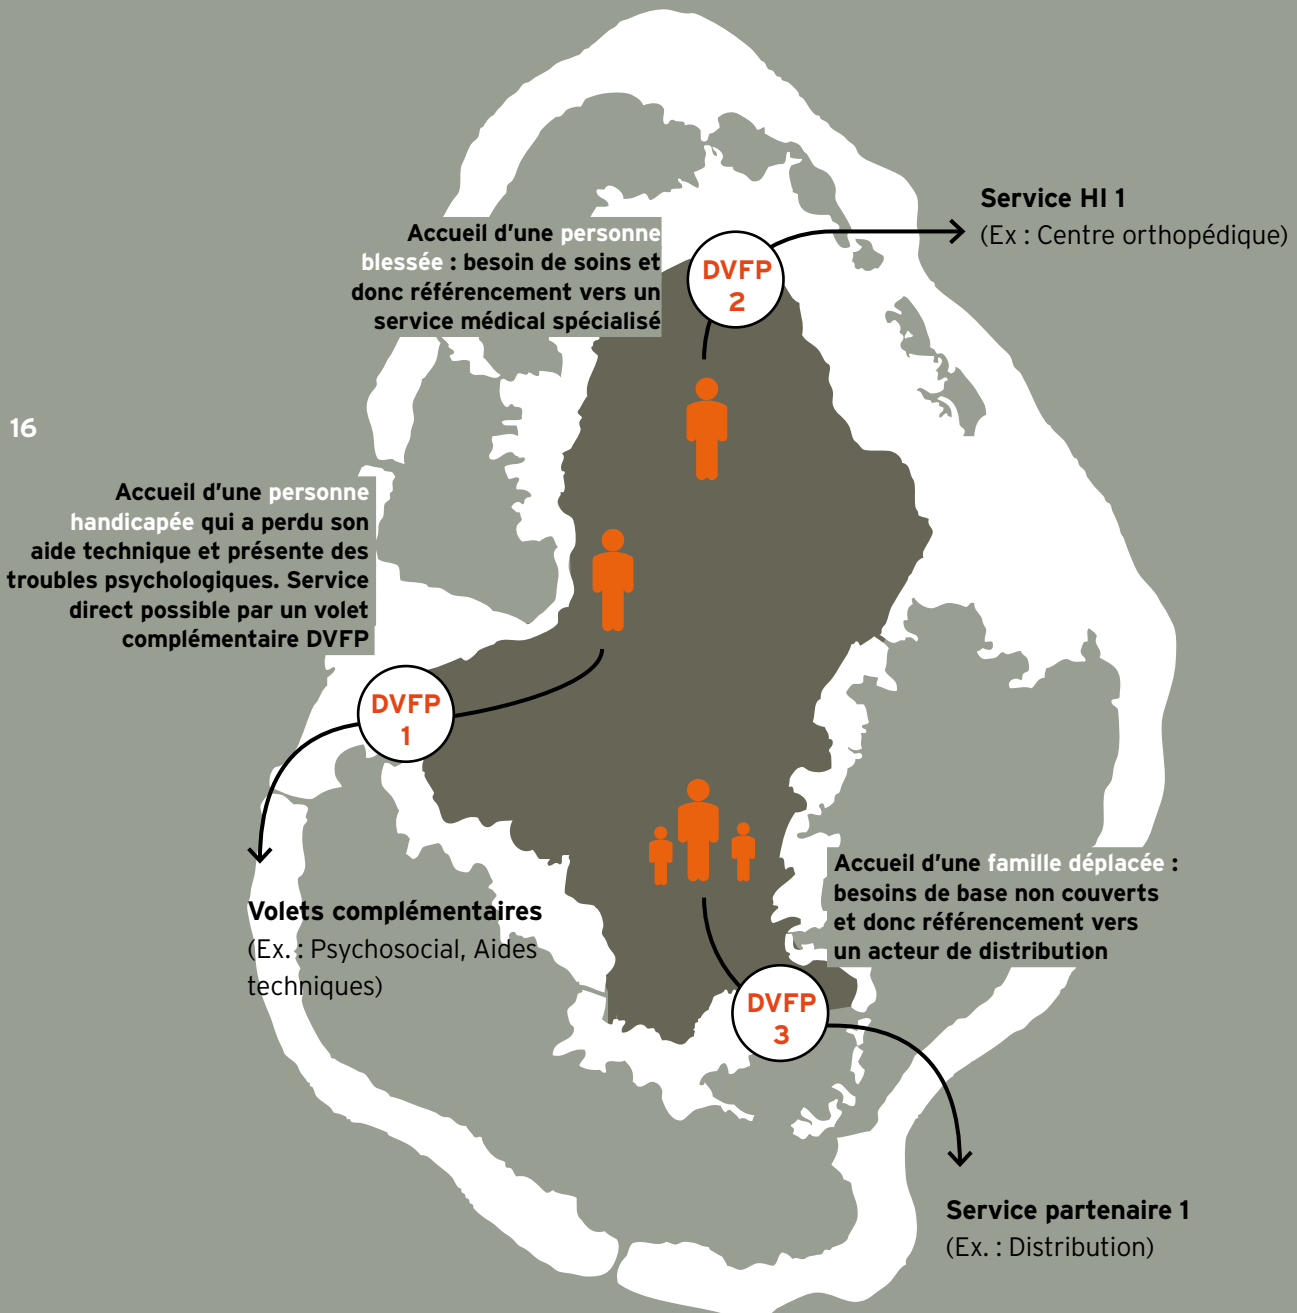 Service HI 1
(Ex : Centre orthopédique)
Accueil d'une personne
blessée : besoin de soins et
donc référencement vers un
service médical spécialisé
DVFP
2
16
Accueil d'une personne
handicapée qui a perdu son
aide technique et présente des
troubles psychologiques. Service
direct possible par un volet
complémentaire DVFP
DVFP
1
Volets complémentaires
(Ex. : Psychosocial, Aides
techniques)
Accueil d'une famille déplacée :
besoins de base non couverts
et donc référencement vers
un acteur de distribution
DVFP
3
Service partenaire 1
(Ex. : Distribution)